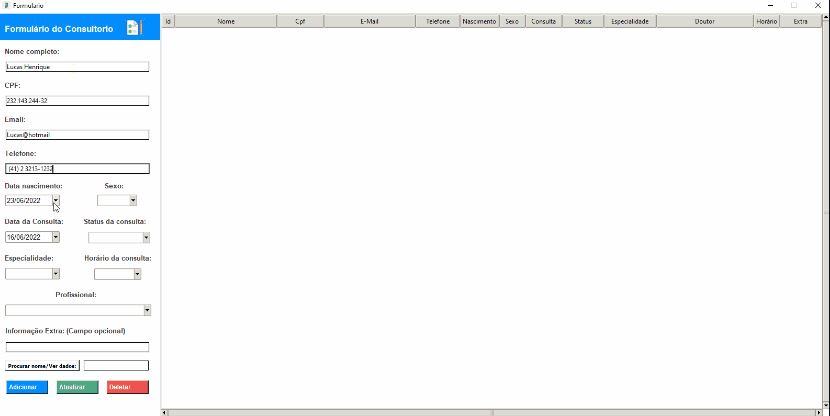 Formulario
Formulário do Consultorio
Id Nome Cpf E-Mail Telefone Nascimento Sexo Consulta Status Especialidade Doutor Horário Extra
Nome completo:
Lucas Henrique
CPF:
232.143.244-32
Email:
Lucas@hotmail
Telefone:
(41) 2 3213-1232
Data nascimento: Sexo:
23/06/2022
Data da Consulta: Status da consulta:
16/06/2022
Especialidade: Horário da consulta:
Profissional:
Informação Extra: (Campo opcional)
Procurar nome/Ver dados:
Adicionar Atualizar Deletar